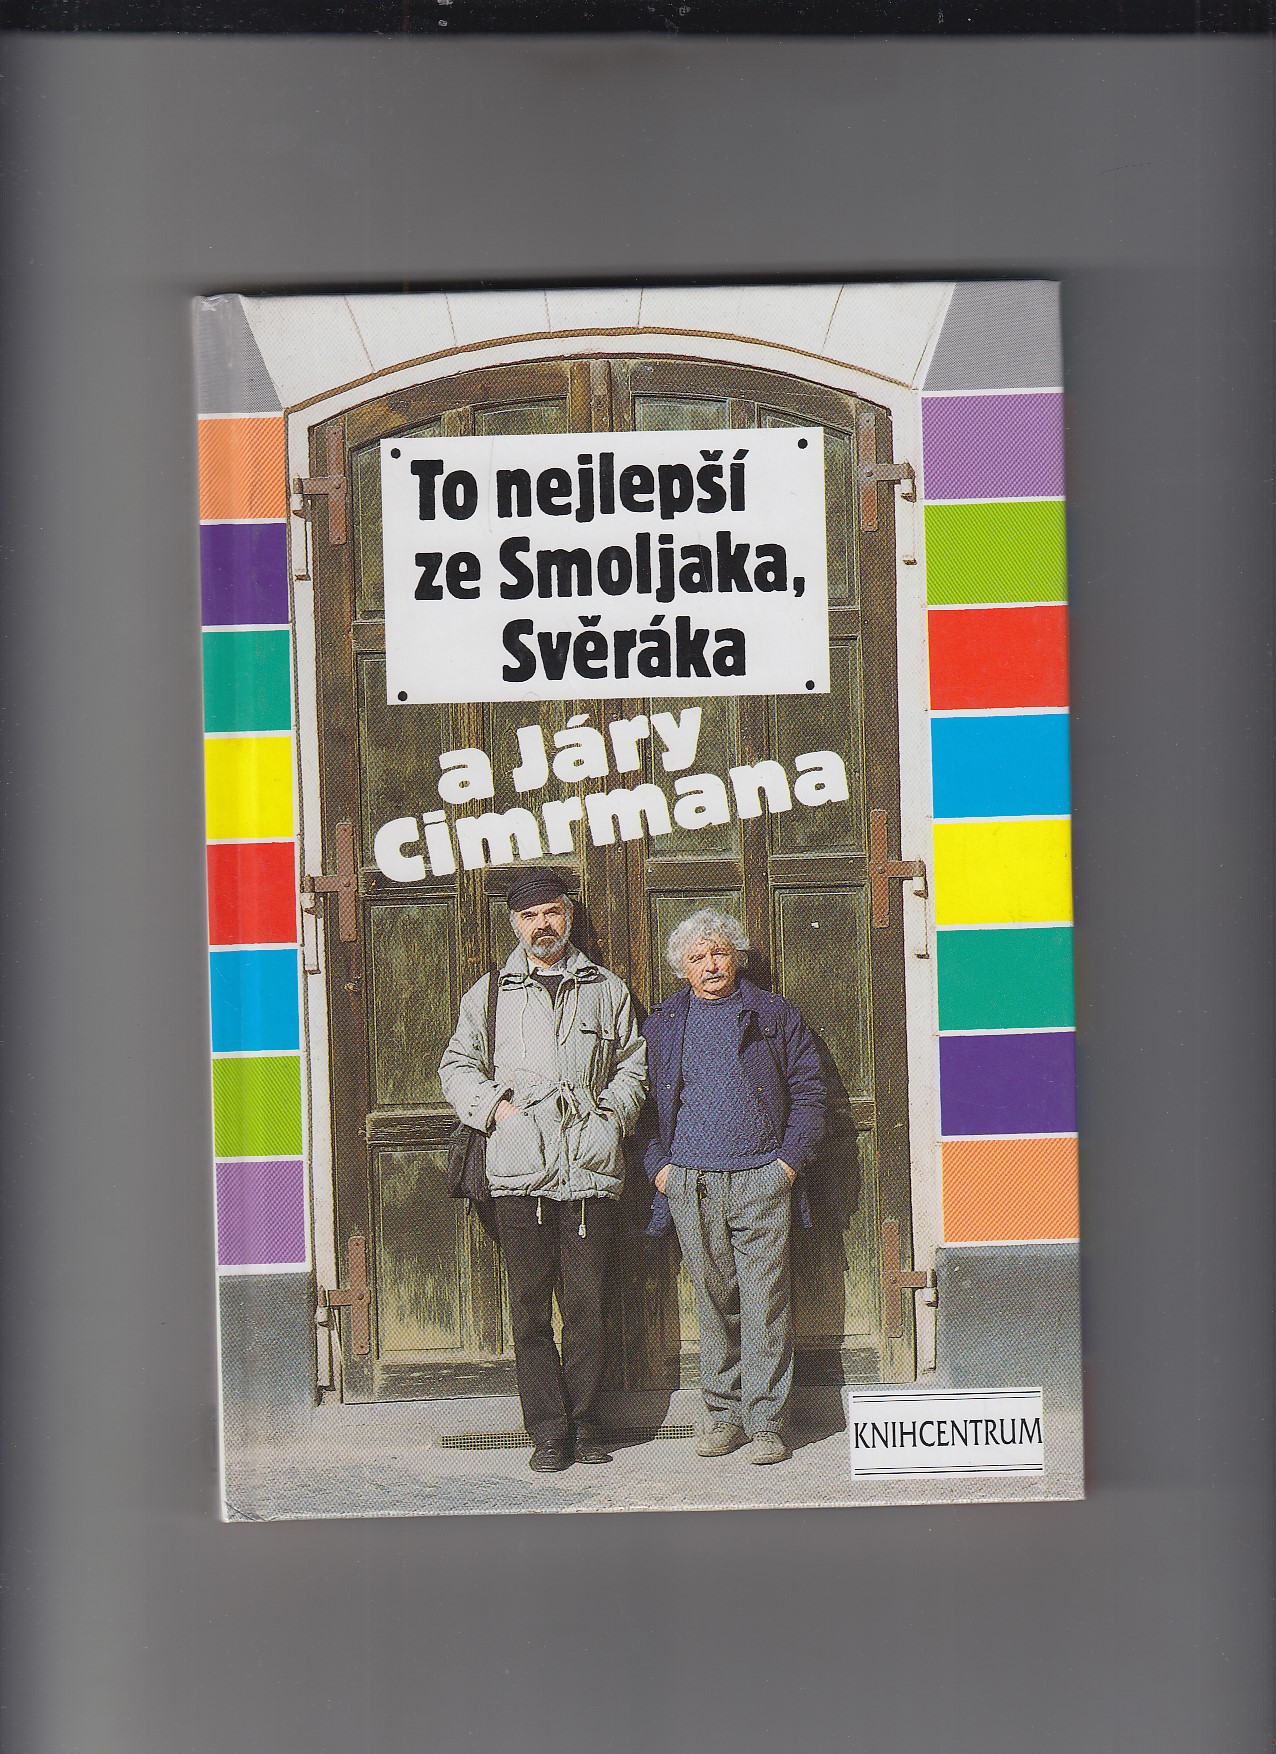 To nejlepší
ze Smoljaka,
Svěráka
a Járy
Cimrmana
KNIHCENTRUM